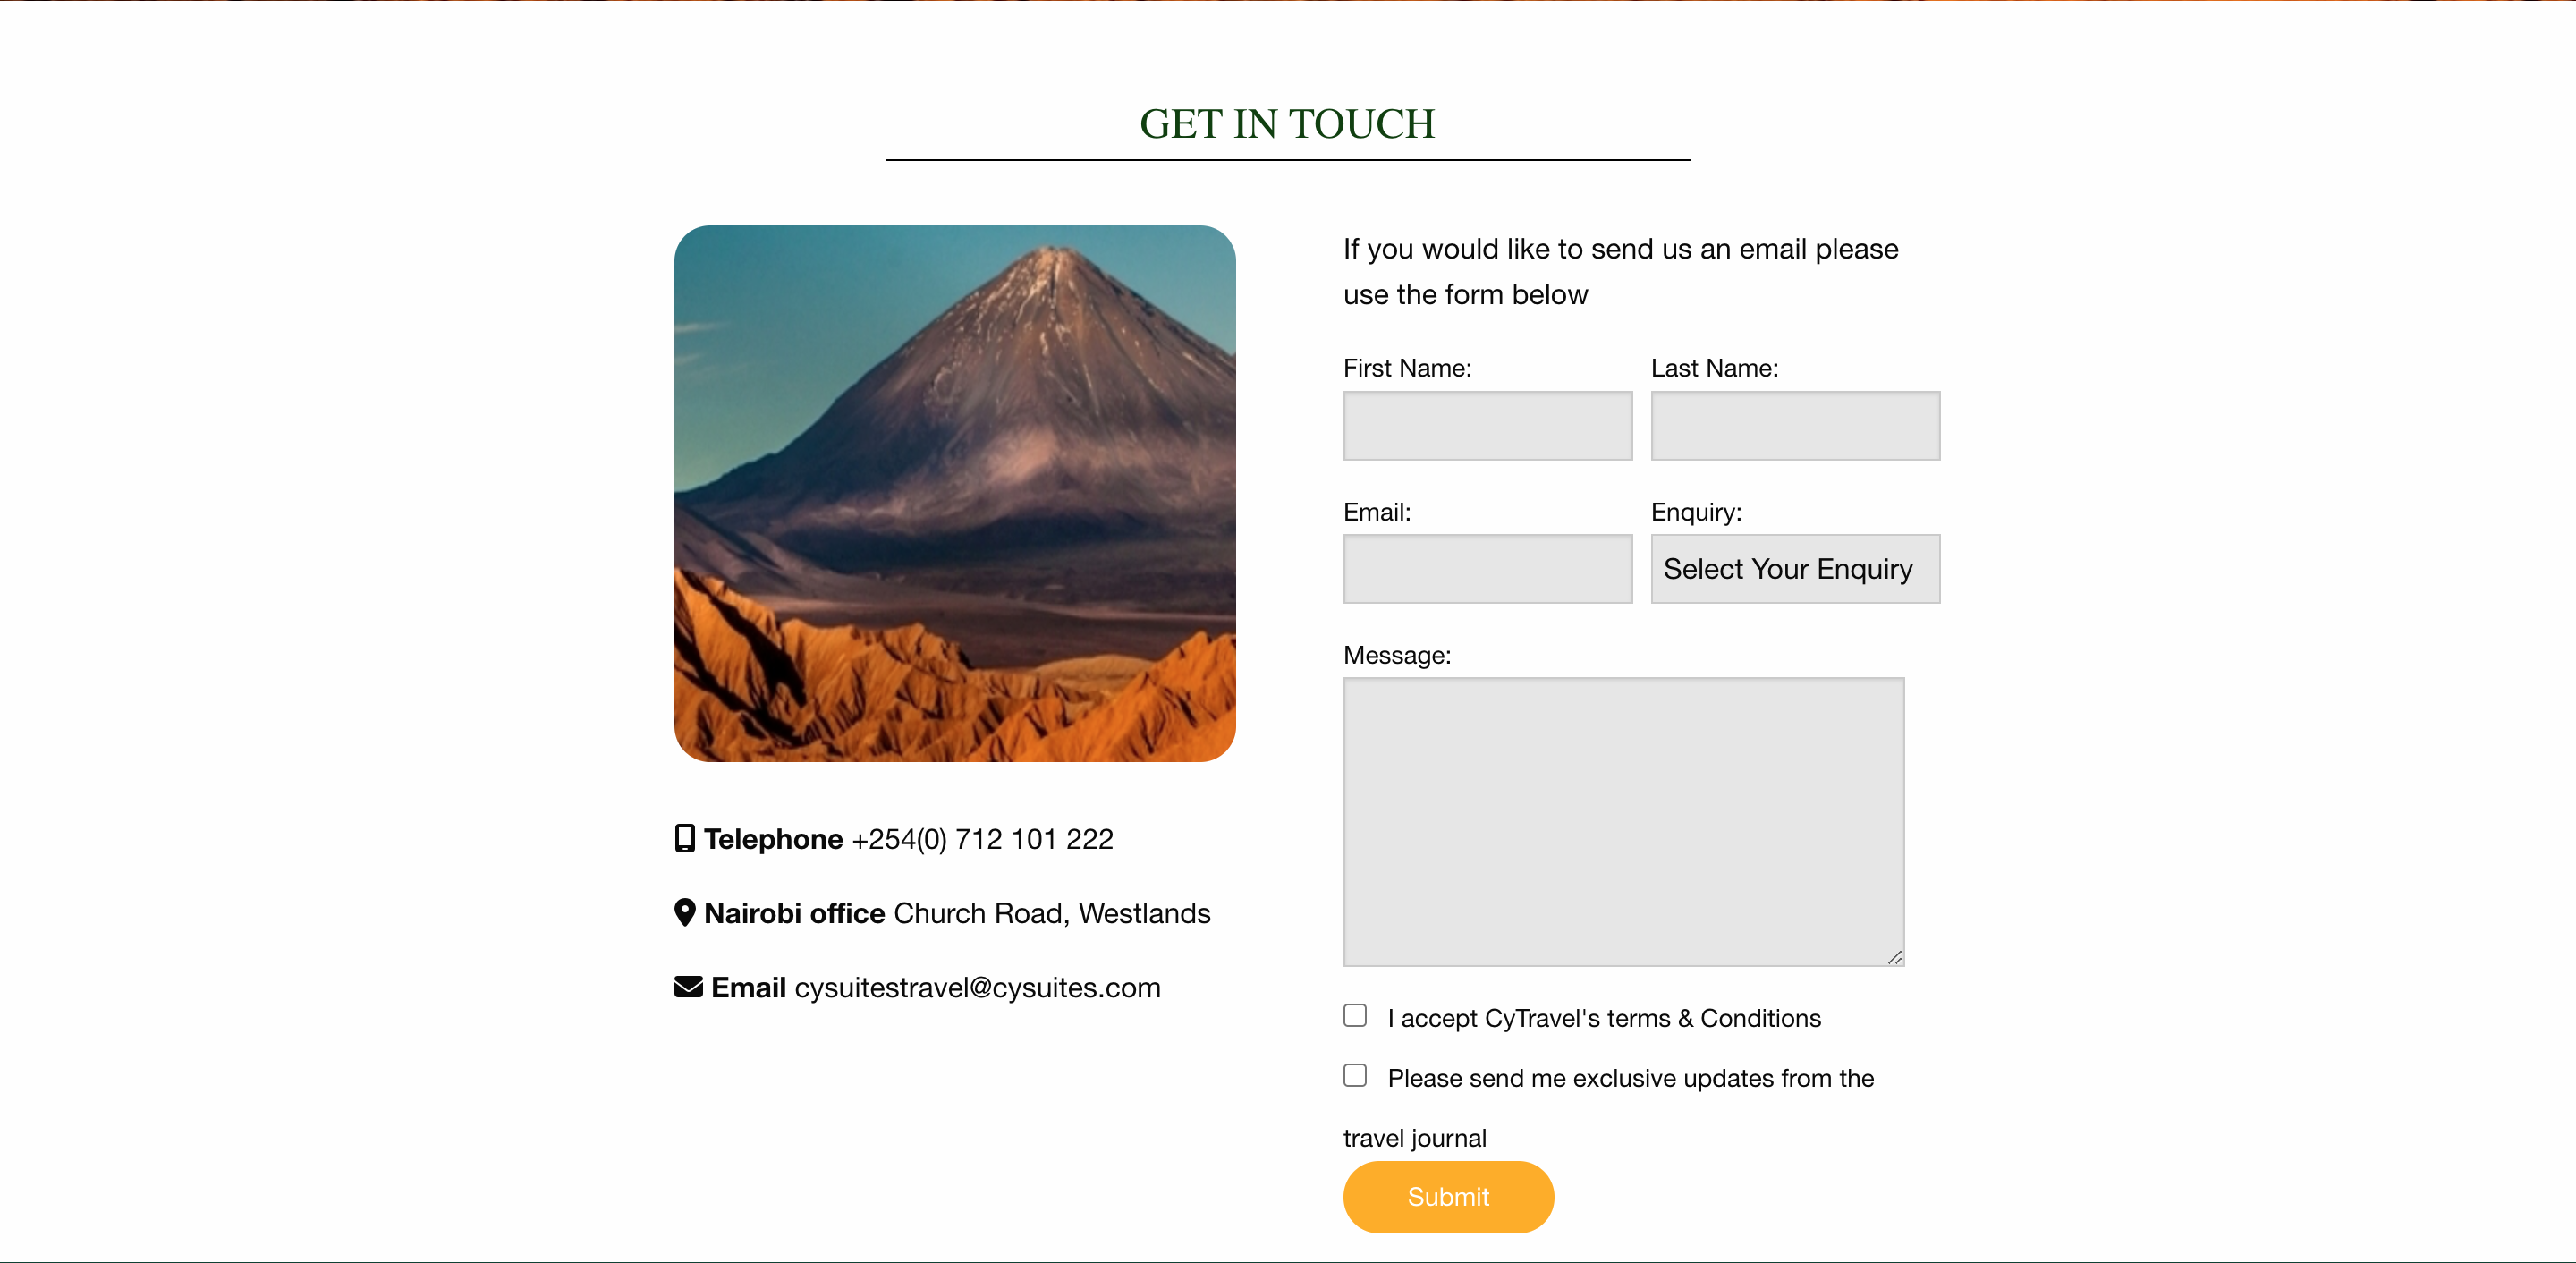 GET IN TOUCH
Telephone +254(0) 712 101 222
Nairobi office Church Road, Westlands
Email cysuitestravel@cysuites.com
If you would like to send us an email please
use the form below
First Name:
Last Name:
Email:
Enquiry:
Select Your Enquiry
Message:
I accept CyTravel's terms & Conditions
Please send me exclusive updates from the
travel journal
Submit